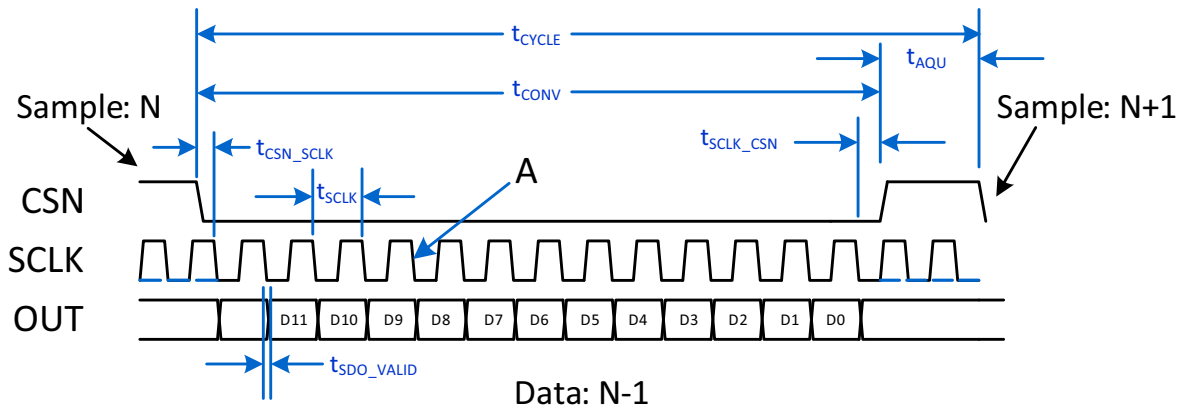 tCYCLE
tAQU
tCONV
Sample: N
Sample: N+1
tCSN_SCLK
tSCLK_CSN
tSCLK
A
CSN
SCLK
OUT
D11 D10 D9 D8 D7 D6 D5 D4 D3 D2 D1 D0
tSDO_VALID
Data: N-1